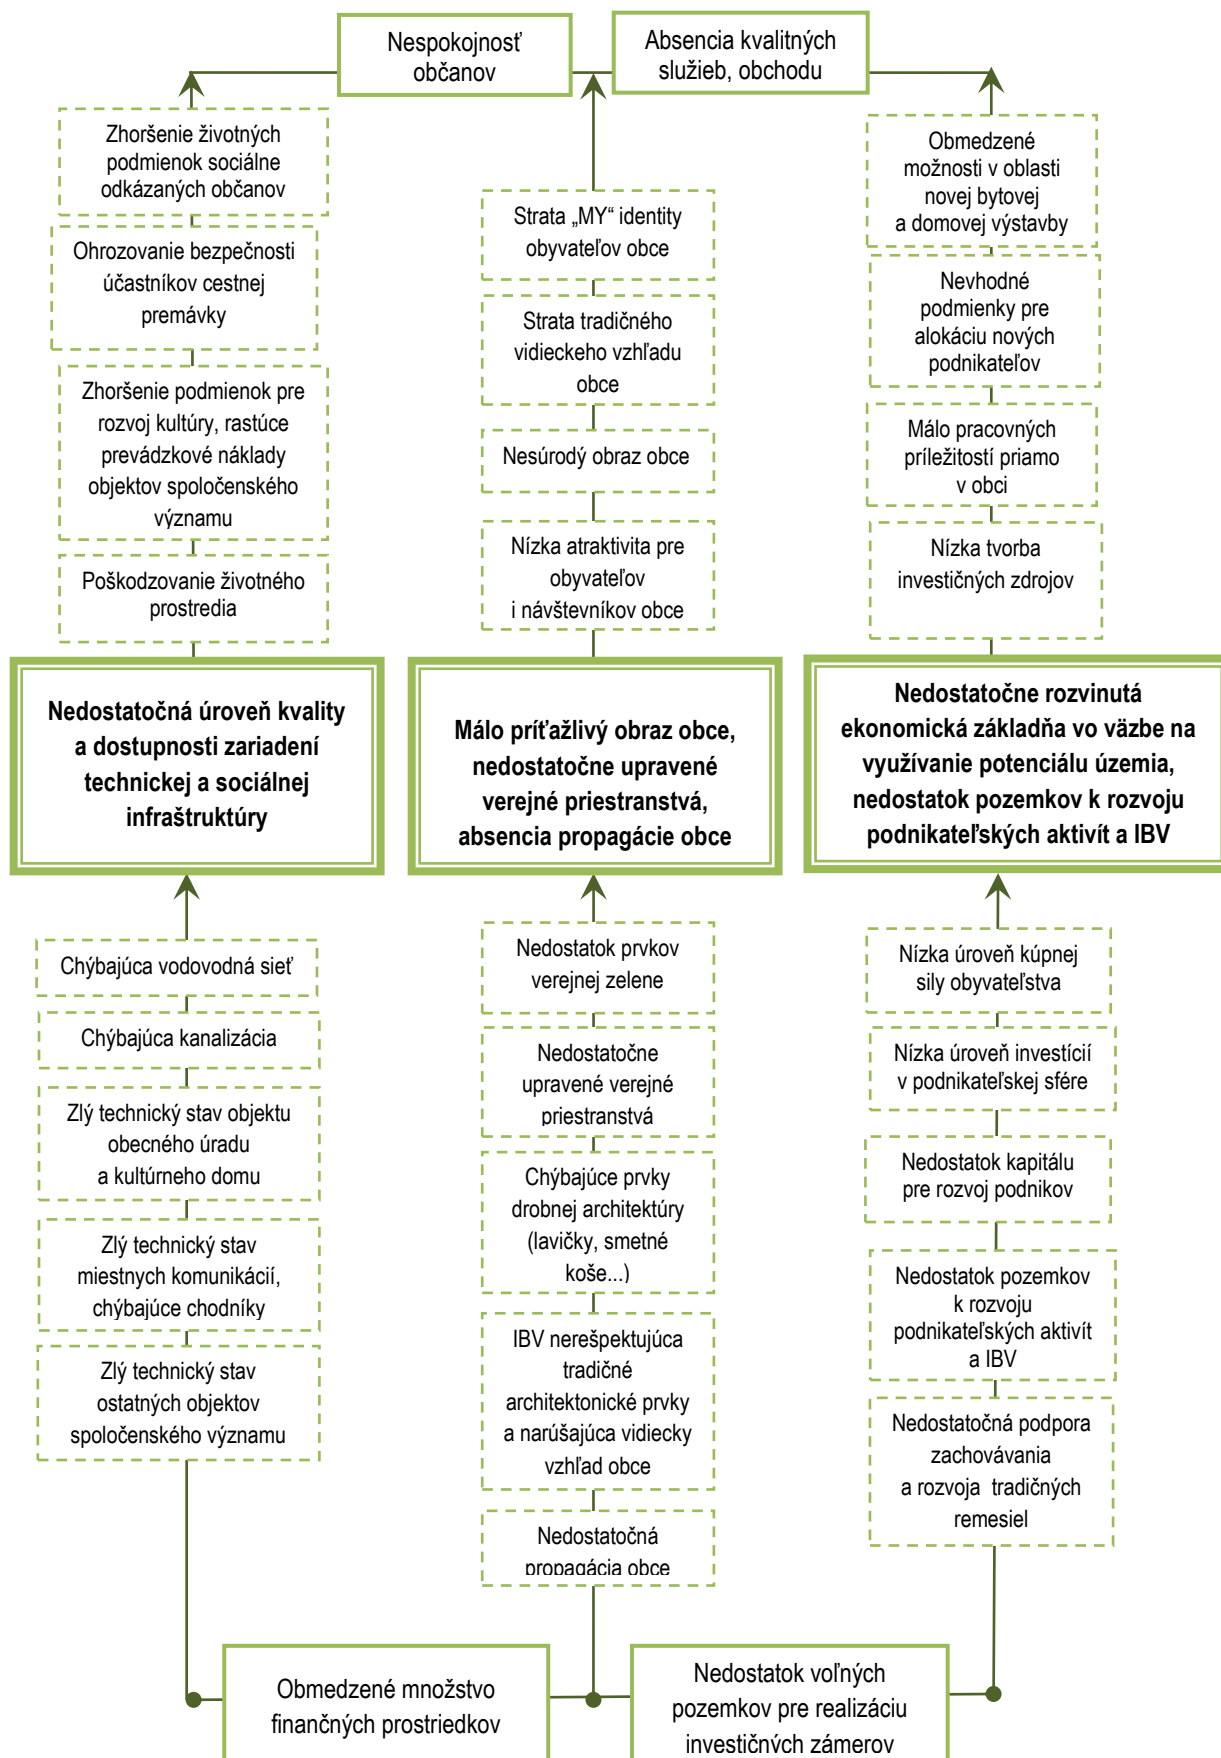 Nespokojnosť
občanov
Absencia kvalitných
služieb, obchodu
Zhoršenie životných
podmienok sociálne
odkázaných občanov
Ohrozovanie bezpečnosti
účastníkov cestnej
premávky
Zhoršenie podmienok pre
rozvoj kultúry, rastúce
prevádzkové náklady
objektov spoločenského
významu
Poškodzovanie životného
prostredia
Strata „MY“ identity
obyvateľov obce
Strata tradičného
vidieckeho vzhľadu
obce
Nesúrodý obraz obce
Nízka atraktivita pre
obyvateľov
i návštevníkov obce
Obmedzené
možnosti v oblasti
novej bytovej
a domovej výstavby
Nevhodné
podmienky pre
alokáciu nových
podnikateľov
Málo pracovných
príležitostí priamo
v obci
Nízka tvorba
investičných zdrojov
Nedostatočná úroveň kvality
a dostupnosti zariadení
technickej a sociálnej
infraštruktúry
Málo príťažlivý obraz obce,
nedostatočne upravené
verejné priestranstvá,
absencia propagácie obce
Nedostatočne rozvinutá
ekonomická základňa vo väzbe na
využívanie potenciálu územia,
nedostatok pozemkov k rozvoju
podnikateľských aktivít a IBV
Chýbajúca vodovodná sieť
Chýbajúca kanalizácia
Zlý technický stav objektu
obecného úradu
a kultúrneho domu
Zlý technický stav
miestnych komunikácií,
chýbajúce chodníky
Zlý technický stav
ostatných objektov
spoločenského významu
Nedostatok prvkov
verejnej zelene
Nedostatočne
upravené verejné
priestranstvá
Chýbajúce prvky
drobnej architektúry
(lavičky, smetné
koše...)
IBV nerešpektujúca
tradičné
architektonické prvky
a narúšajúca vidiecky
vzhľad obce
Nedostatočná
propagácia obce
Nízka úroveň kúpnej
sily obyvateľstva
Nízka úroveň investícií
v podnikateľskej sfére
Nedostatok kapitálu
pre rozvoj podnikov
Nedostatok pozemkov
k rozvoju
podnikateľských aktivít
a IBV
Nedostatočná podpora
zachovávania
a rozvoja tradičných
remesiel
Obmedzené množstvo
finančných prostriedkov
Nedostatok voľných
pozemkov pre realizáciu
investičných zámerov